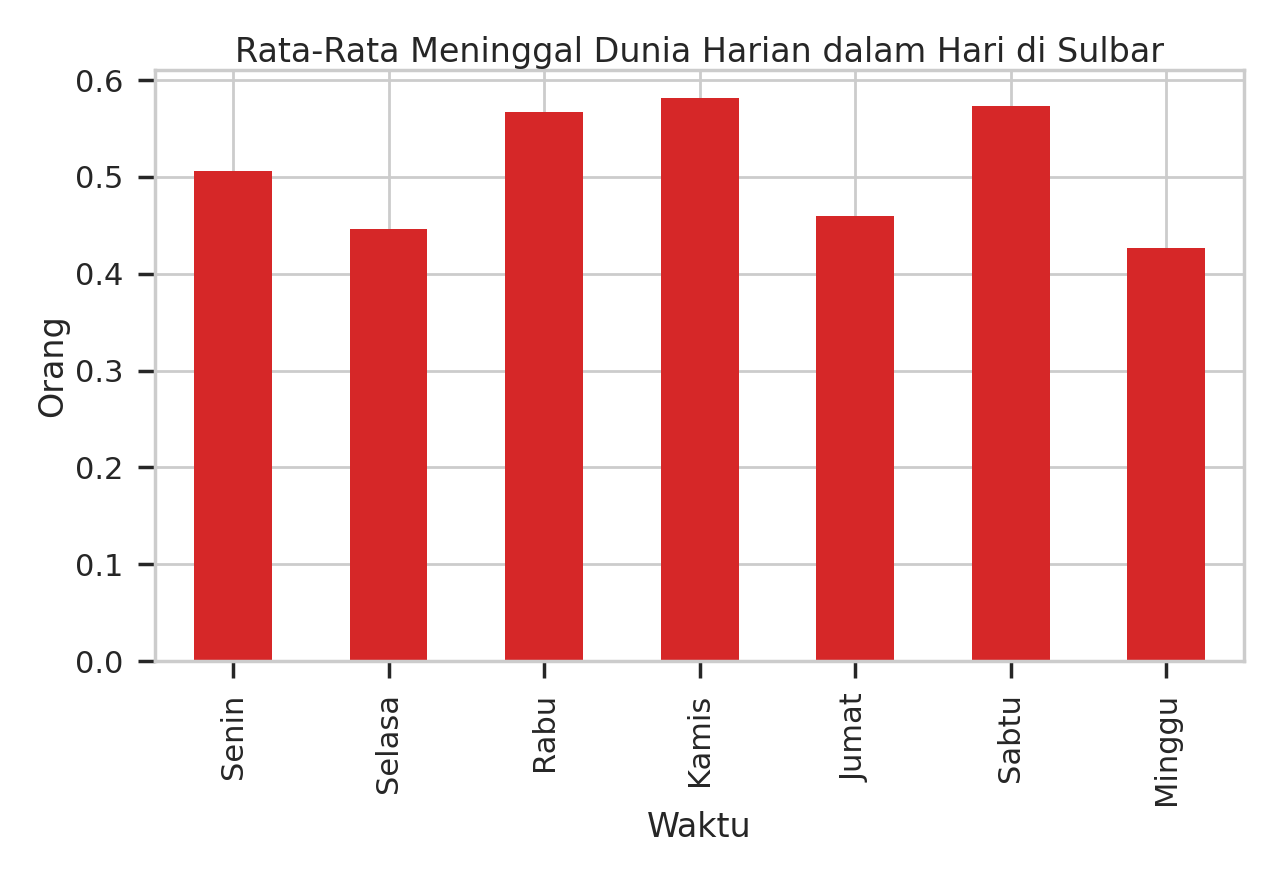 Rata-Rata Meninggal Dunia Harian dalam Hari di Sulbar
0.6
0.5
0.4
0.3
0.2
0.1
0.0
Orang
Senin
Selasa
Rabu
Kamis
Jumat
Sabtu
Minggu
Waktu